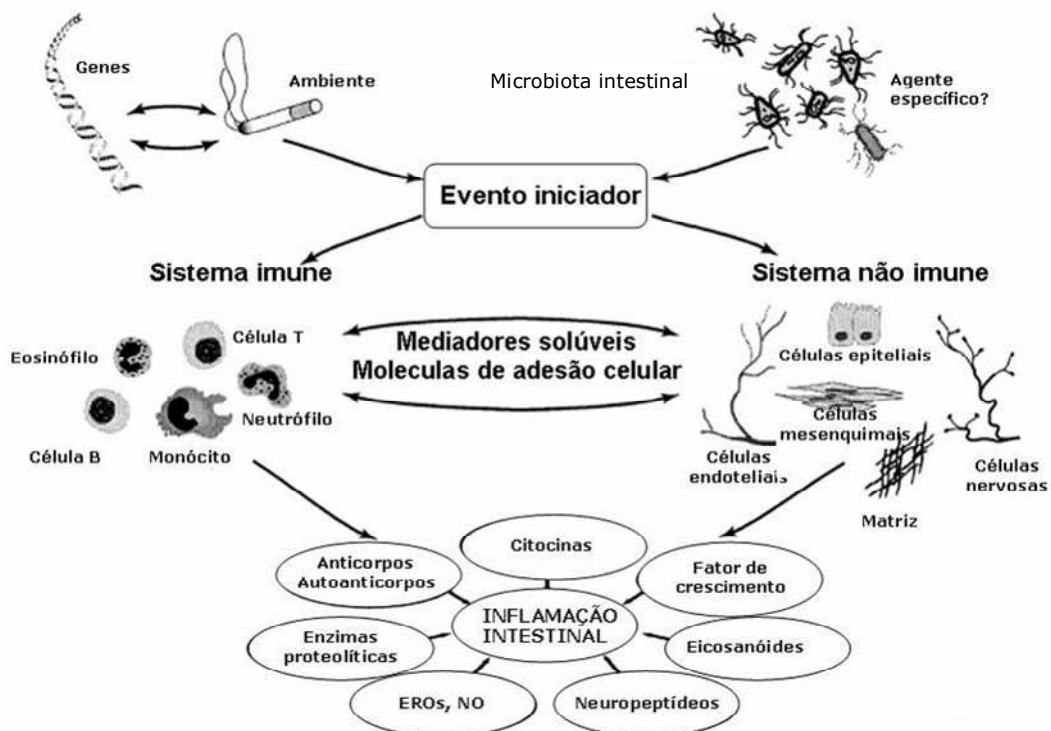 Genes
Ambiente
Microbiota intestinal
Agente
específico?
Evento iniciador
Sistema imune
Sistema não imune
Eosinófilo
Célula T
Célula B
Monócito
Neutrófilo
Mediadores solúveis
Moleculas de adesão celular
Células epiteliais
Células
mesenquimais
Células
endoteliais
Células
nervosas
Matriz
Anticorpos
Autoanticorpos
Citocinas
Fator de
crescimento
Enzimas
proteolíticas
INFLAMAÇÃO
INTESTINAL
Eicosanóides
EROs, NO
Neuropeptídeos